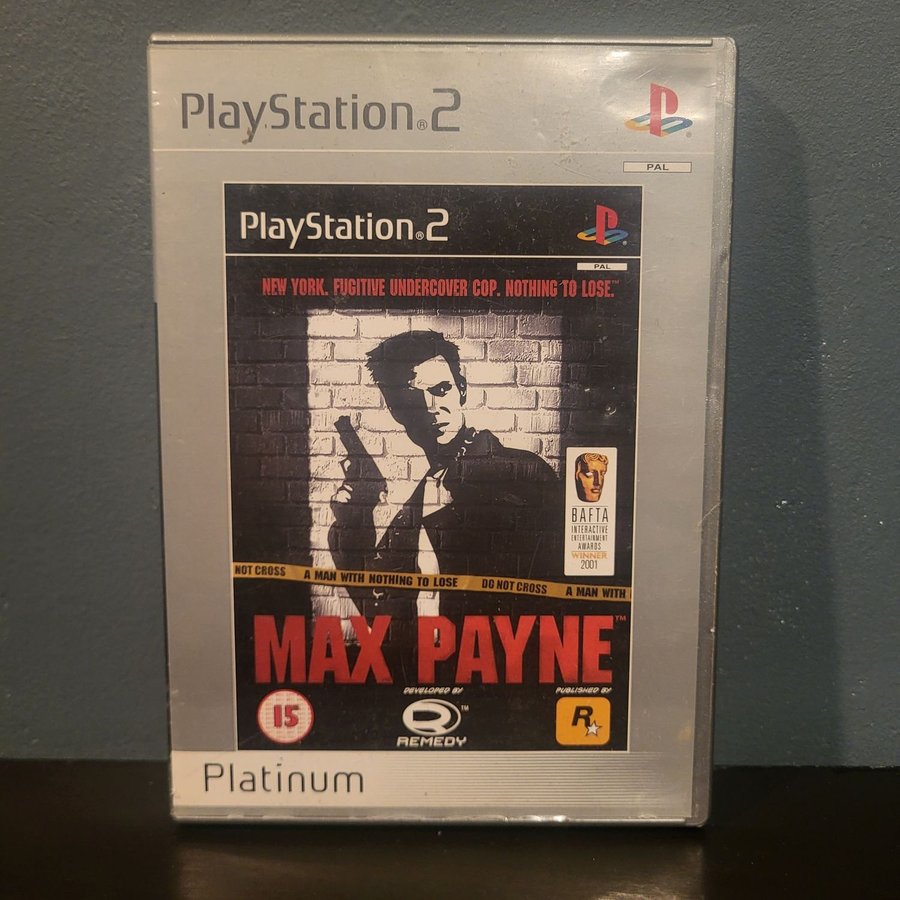 PlayStation®2
PAL
PlayStation®2
PAL
NEW YORK. FUGITIVE UNDERCOVER COP. NOTHING TO LOSE.™
BAFTA
INTERACTIVE
ENTERTAINMENT
AWARDS
WINNER
2001
NOT CROSS A MAN WITH NOTHING TO LOSE DO NOT CROSS A MAN WITH
MAX PAYNE™
DEVELOPED BY
PUBLISHED BY
15
R
™
REMEDY
Platinum